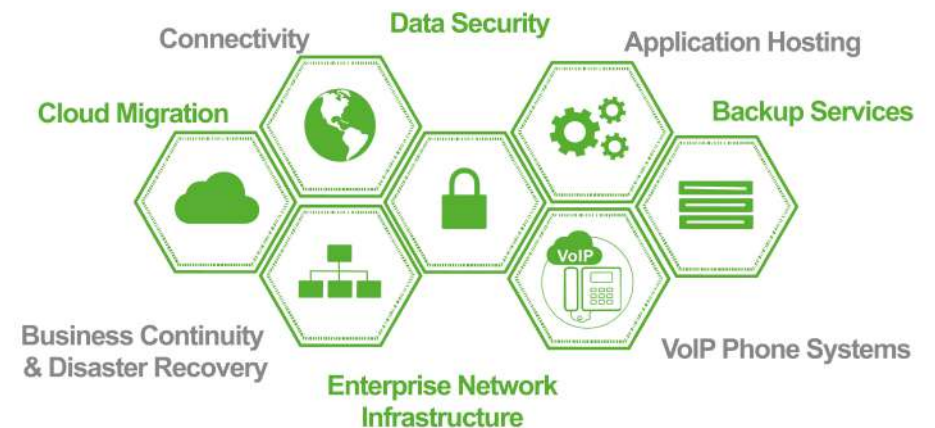 Data Security
Connectivity
Application Hosting
Cloud Migration
Backup Services
VoIP
Business Continuity
& Disaster Recovery
VoIP Phone Systems
Enterprise Network
Infrastructure